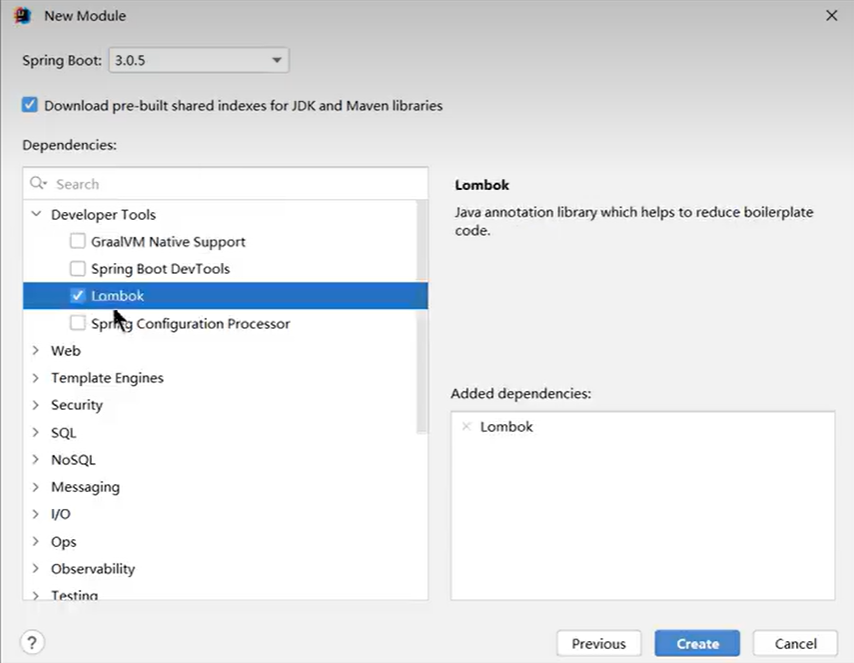 New Module
Spring Boot: 3.0.5
Download pre-built shared indexes for JDK and Maven libraries
Dependencies:
Search
Developer Tools
GraalVM Native Support
Spring Boot DevTools
Lombok
Spring Configuration Processor
Web
Template Engines
Security
SQL
NoSQL
Messaging
I/O
Ops
Observability
Testing
Lombok
Java annotation library which helps to reduce boilerplate
code.
Added dependencies:
Lombok
?
Previous
Create
Cancel